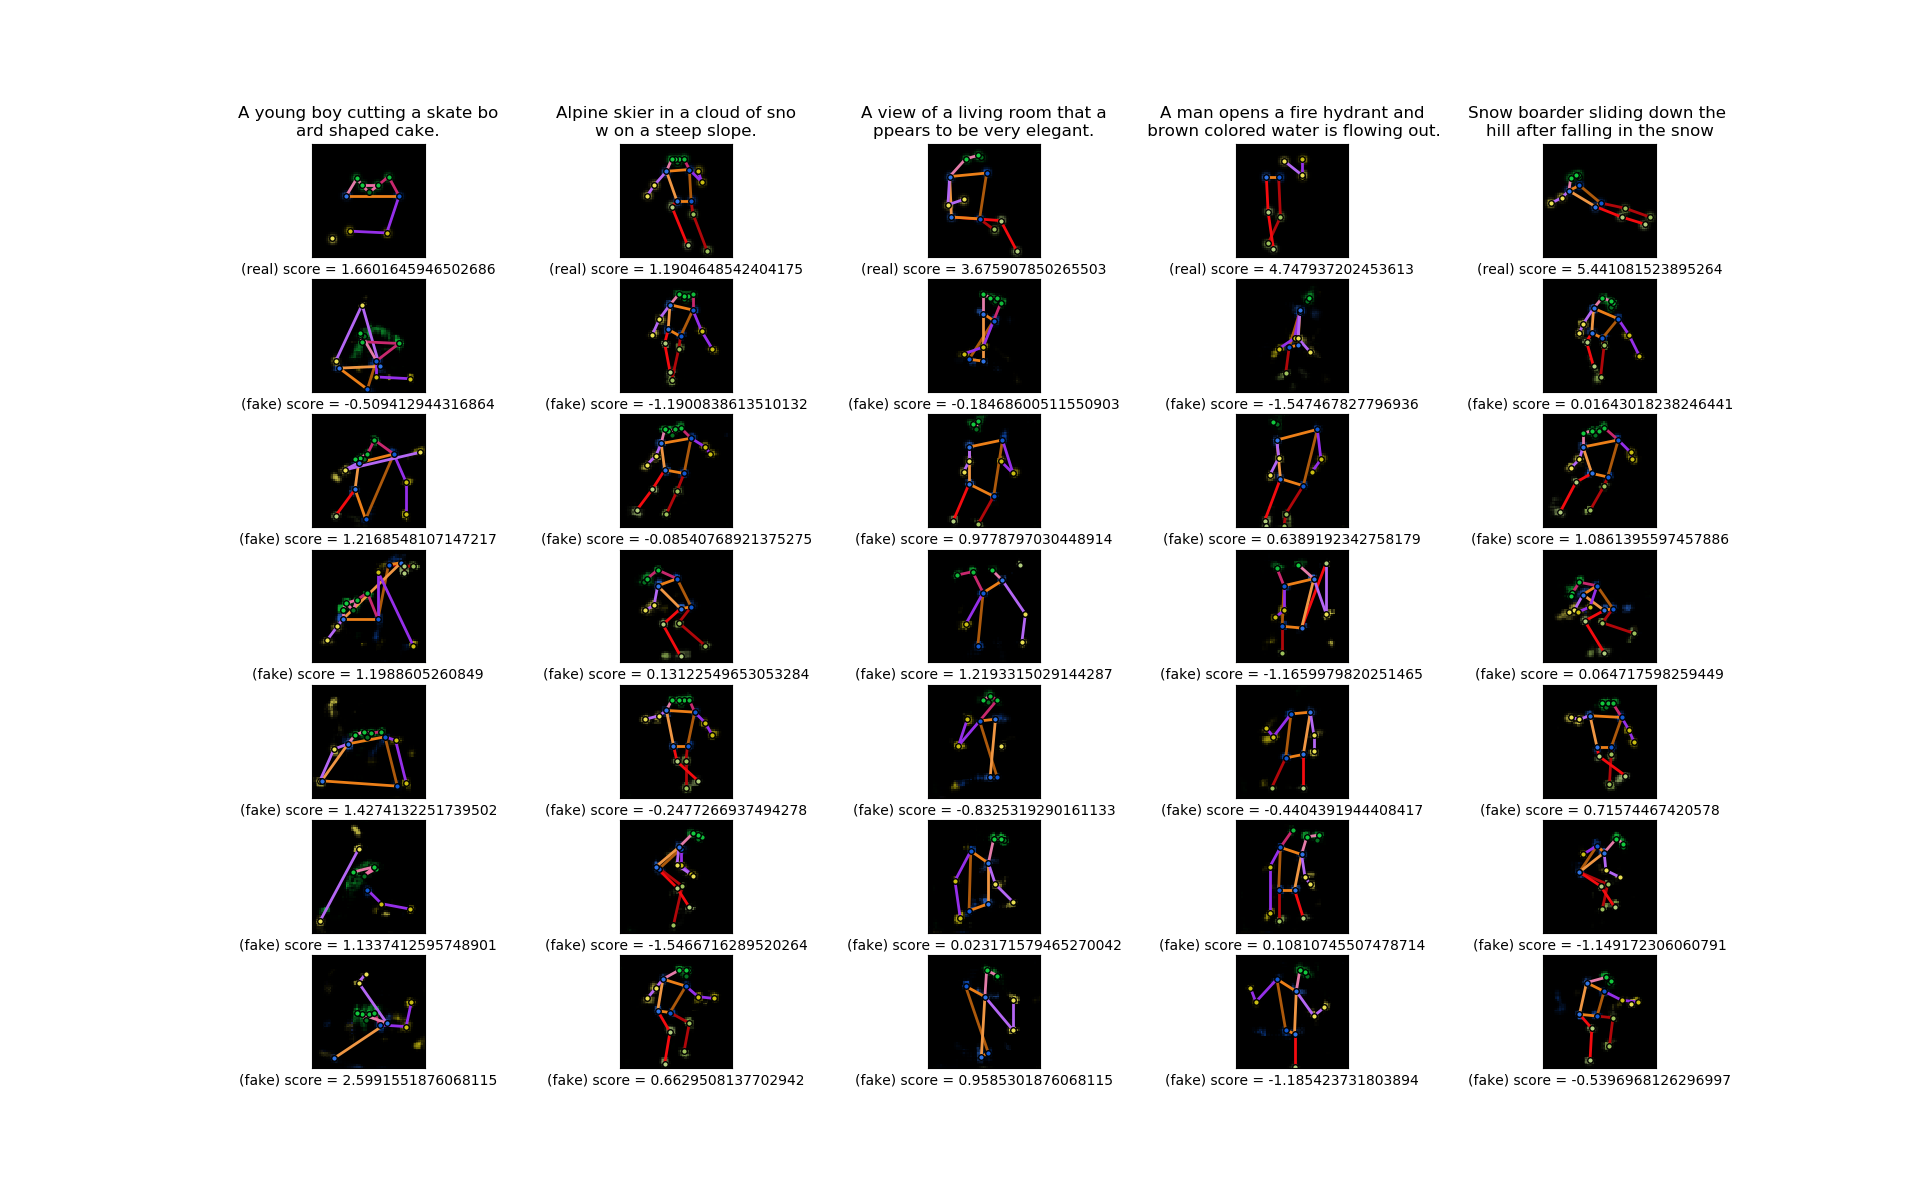 A young boy cutting a skate bo
ard shaped cake.
Alpine skier in a cloud of sno
w on a steep slope.
A view of a living room that a
ppears to be very elegant.
A man opens a fire hydrant and
brown colored water is flowing out.
Snow boarder sliding down the
hill after falling in the snow
(real) score = 1.6601645946502686
(real) score = 1.1904648542404175
(real) score = 3.675907850265503
(real) score = 4.747937202453613
(real) score = 5.441081523895264
(fake) score = -0.509412944316864
(fake) score = -1.1900838613510132
(fake) score = -0.18468600511550903
(fake) score = -1.547467827796936
(fake) score = 0.01643018238246441
(fake) score = 1.2168548107147217
(fake) score = -0.08540768921375275
(fake) score = 0.9778797030448914
(fake) score = 0.6389192342758179
(fake) score = 1.0861395597457886
(fake) score = 1.1988605260849
(fake) score = 0.13122549653053284
(fake) score = 1.2193315029144287
(fake) score = -1.1659979820251465
(fake) score = 0.064717598259449
(fake) score = 1.4274132251739502
(fake) score = -0.2477266937494278
(fake) score = -0.8325319290161133
(fake) score = -0.4404391944408417
(fake) score = 0.71574467420578
(fake) score = 1.1337412595748901
(fake) score = -1.5466716289520264
(fake) score = 0.023171579465270042
(fake) score = 0.10810745507478714
(fake) score = -1.149172306060791
(fake) score = 2.5991551876068115
(fake) score = 0.6629508137702942
(fake) score = 0.9585301876068115
(fake) score = -1.185423731803894
(fake) score = -0.5396968126296997